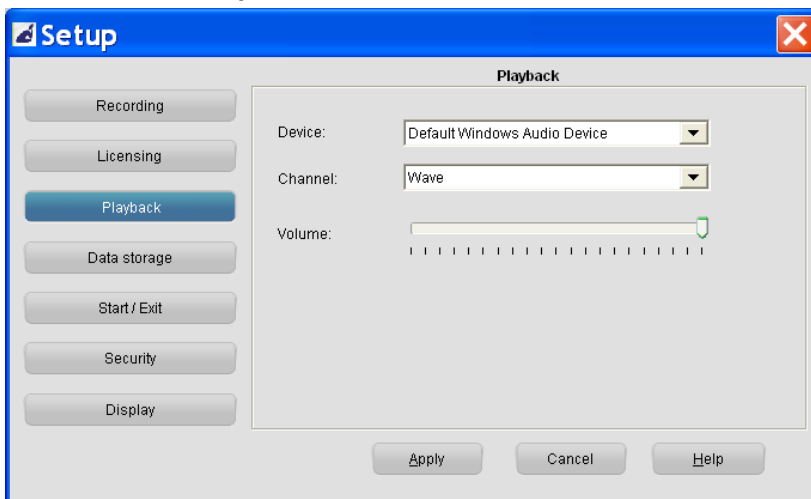 Setup
Playback
Recording
Licensing
Playback
Data storage
Start / Exit
Security
Display
Device: Default Windows Audio Device
Channel: Wave
Volume:
Apply Cancel Help